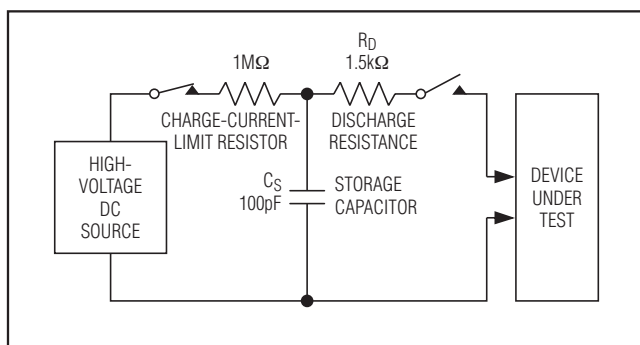 R_D
1MΩ
1.5kΩ
CHARGE-CURRENT-
LIMIT RESISTOR
DISCHARGE
RESISTANCE
HIGH-
VOLTAGE
DC
SOURCE
C_S
100pF
STORAGE
CAPACITOR
DEVICE
UNDER
TEST